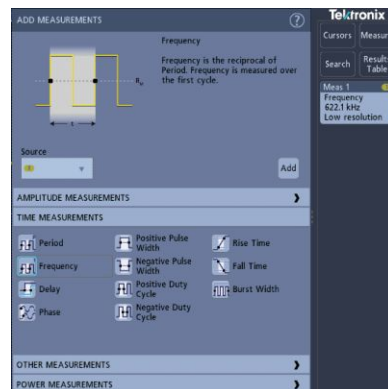 ADD MEASUREMENTS
?
Frequency
Frequency is the reciprocal of
Period. Frequency is measured over
the first cycle.
Source
Add
AMPLITUDE MEASUREMENTS
TIME MEASUREMENTS
Period
Positive Pulse
Width
Rise Time
Frequency
Negative Pulse
Width
Fall Time
Delay
Positive Duty
Cycle
Burst Width
Phase
Negative Duty
Cycle
OTHER MEASUREMENTS
POWER MEASUREMENTS
Tektronix
Cursors
Measur
Search
Result
Table
Meas 1
Frequency
622.1 kHz
Low resolution